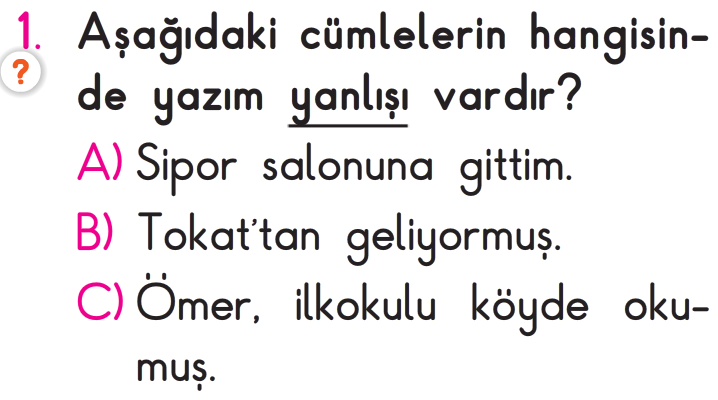 1. Aşağıdaki cümlelerin hangisin-
? de yazım yanlışı vardır?
A) Sipor salonuna gittim.
B) Tokat'tan geliyormuş.
C) Ömer, ilkokulu köyde oku-
muş.